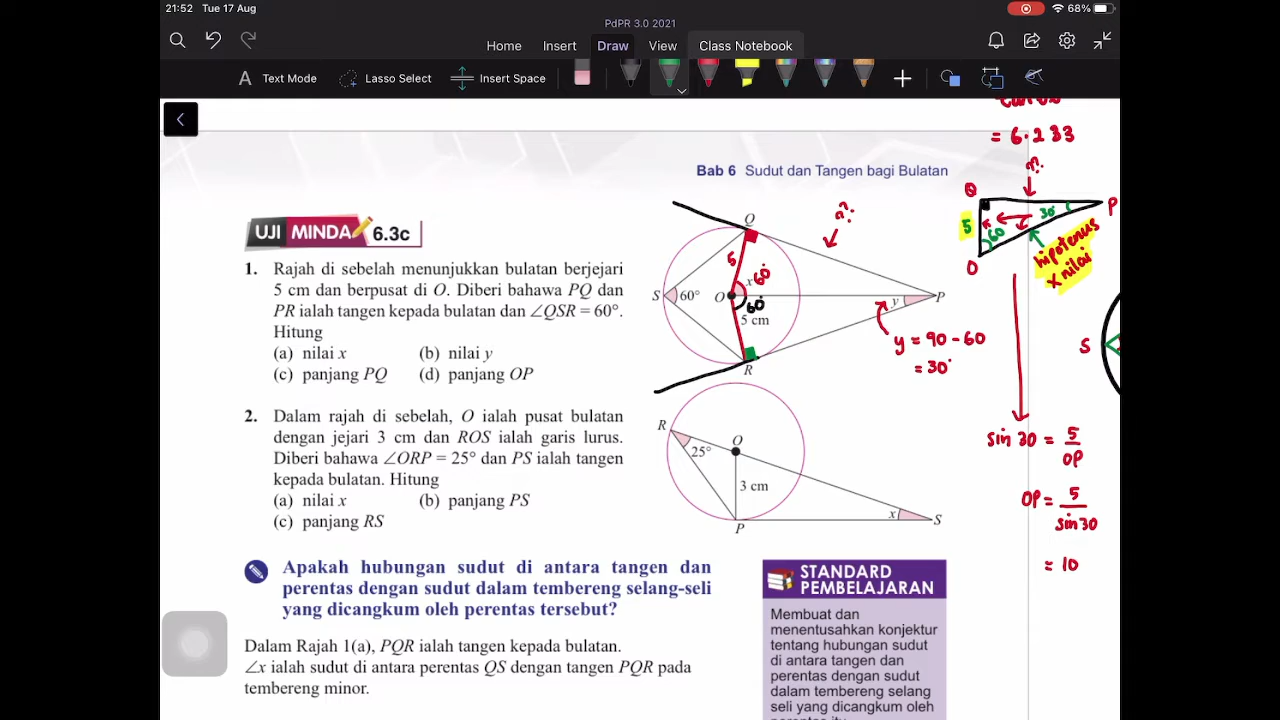 21:52 Tue 17 Aug
68%
PdPR 3.0 2021
Home Insert Draw View Class Notebook
Text Mode Lasso Select Insert Space
= 6.233
Bab 6 Sudut dan Tangen bagi Bulatan
UJI MINDA 6.3c
1. Rajah di sebelah menunjukkan bulatan berjejari
5 cm dan berpusat di O. Diberi bahawa PQ dan
PR ialah tangen kepada bulatan dan ∠QSR = 60°.
Hitung
(a) nilai x (b) nilai y
(c) panjang PQ (d) panjang OP
Q
??
5
x 60°
S 60° O 60° y P
5 cm
R
y = 90 - 60
= 30°
??
Q P
5 30°
60
O
hipotenus
x nilai
S
2. Dalam rajah di sebelah, O ialah pusat bulatan
dengan jejari 3 cm dan ROS ialah garis lurus.
Diberi bahawa ∠ORP = 25° dan PS ialah tangen
kepada bulatan. Hitung
(a) nilai x (b) panjang PS
(c) panjang RS
R
O
25°
3 cm
x S
P
sin 30 = 5
OP
OP = 5
sin 30
= 10
Apakah hubungan sudut di antara tangen dan
perentas dengan sudut dalam tembereng selang-seli
yang dicangkum oleh perentas tersebut?
Dalam Rajah 1(a), PQR ialah tangen kepada bulatan.
∠x ialah sudut di antara perentas QS dengan tangen PQR pada
tembereng minor.
STANDARD
PEMBELAJARAN
Membuat dan
menentusahkan konjektur
tentang hubungan sudut
di antara tangen dan
perentas dengan sudut
dalam tembereng selang
seli yang dicangkum oleh